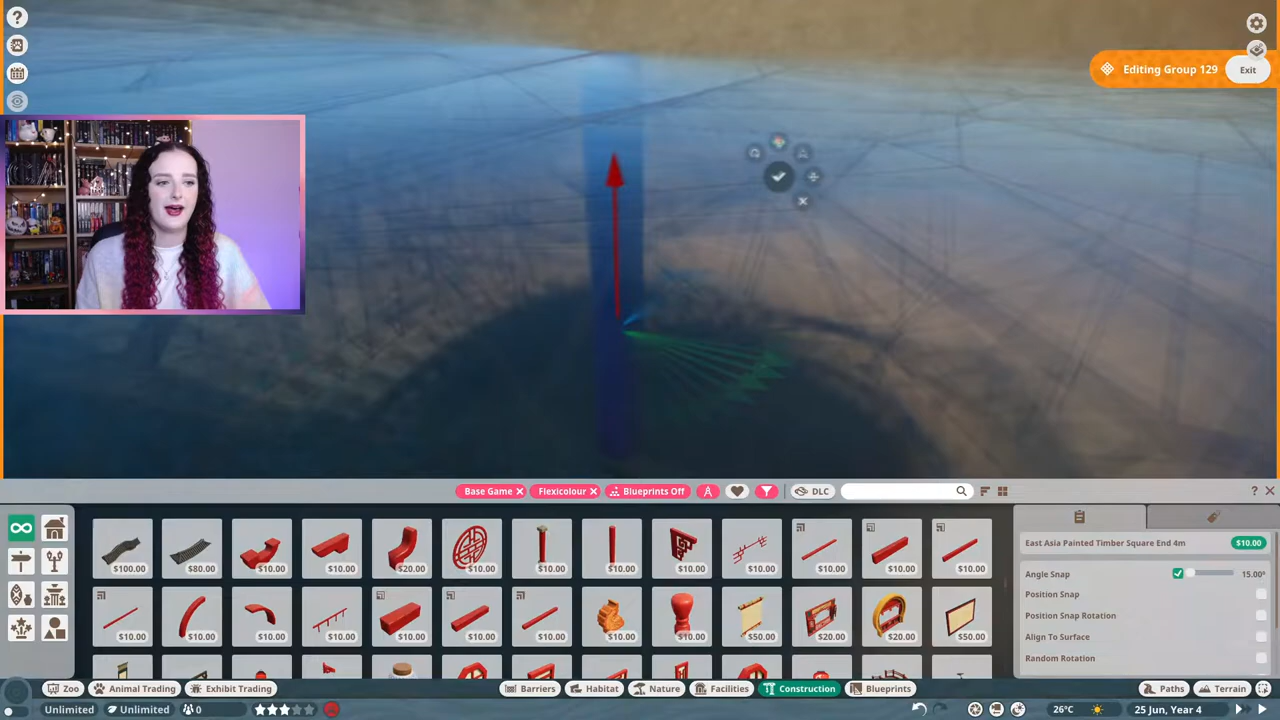 ?
Editing Group 129
Exit
Base Game
Flexicolour
Blueprints Off
DLC
? ×
$100.00 $80.00 $10.00 $10.00 $20.00 $10.00 $10.00 $10.00 $10.00 $10.00 $10.00 $10.00 $10.00
$10.00 $10.00 $10.00 $10.00 $10.00 $10.00 $10.00 $10.00 $10.00 $50.00 $20.00 $20.00 $50.00
East Asia Painted Timber Square End 4m $10.00
Angle Snap 15.00°
Position Snap
Position Snap Rotation
Align To Surface
Random Rotation
Zoo
Animal Trading
Exhibit Trading
Barriers
Habitat
Nature
Facilities
Construction
Blueprints
Paths
Terrain
Unlimited
Unlimited
0
26°C
25 Jun, Year 4